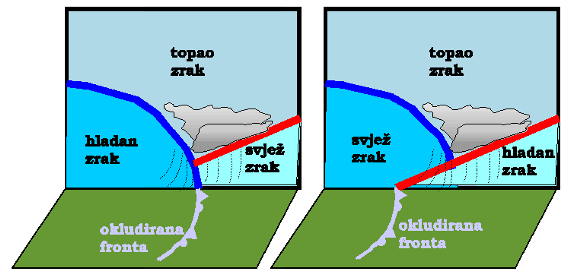 topao
zrak
hladan
zrak
svjež
zrak
okludirana
fronta
topao
zrak
svjež
zrak
hladan
zrak
okludirana
fronta